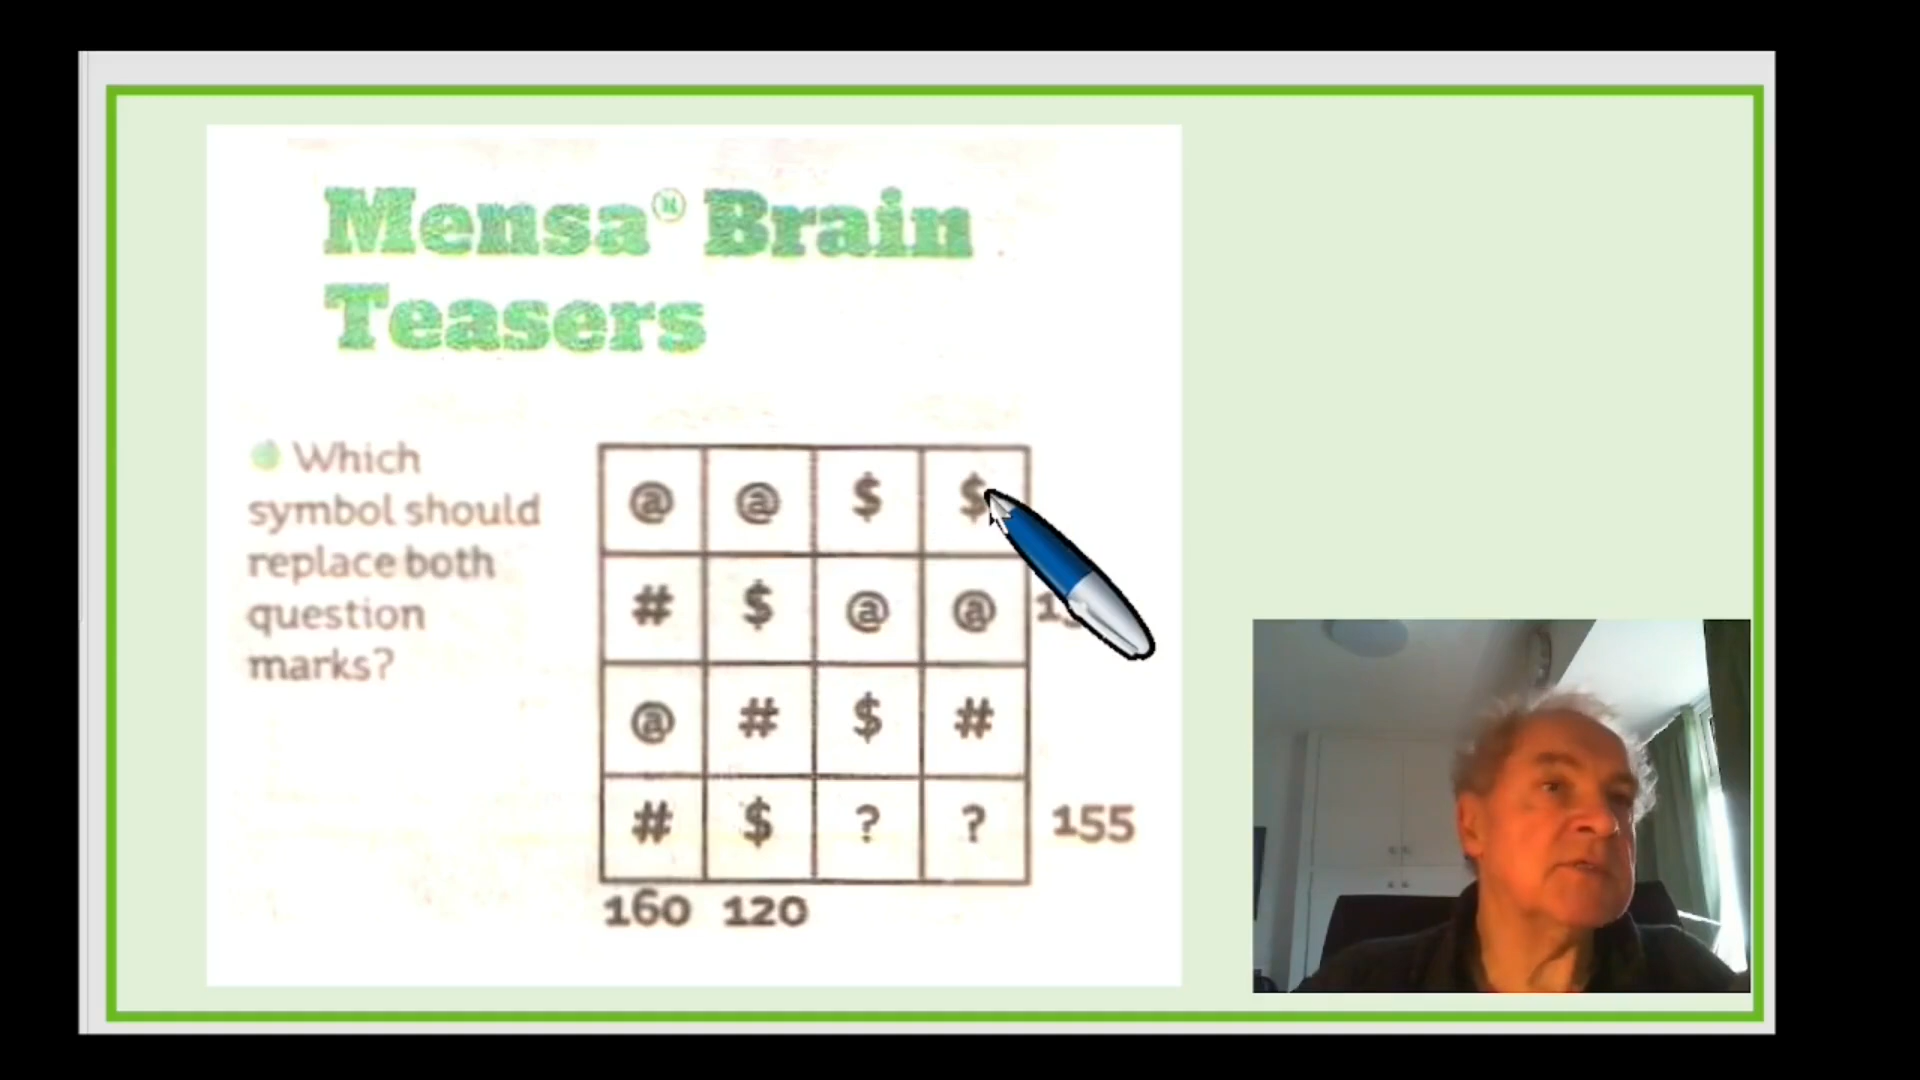 Mensa® Brain
Teasers
Which
symbol should
replace both
question
marks?
@ @ $ $
# $ @ @
@ # $ #
# $ ? ? 155
160 120